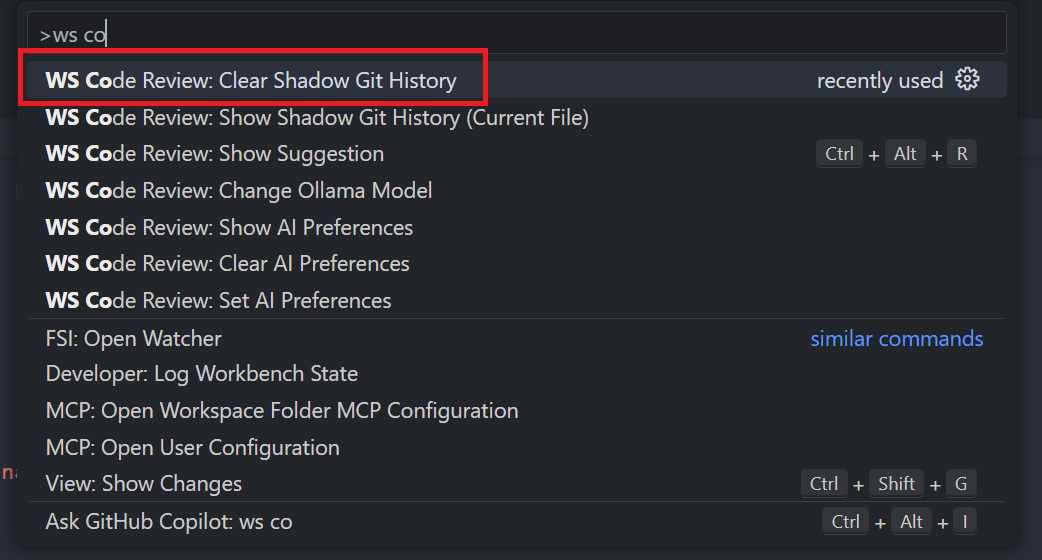 >ws co
WS Code Review: Clear Shadow Git History recently used
WS Code Review: Show Shadow Git History (Current File)
WS Code Review: Show Suggestion Ctrl + Alt + R
WS Code Review: Change Ollama Model
WS Code Review: Show AI Preferences
WS Code Review: Clear AI Preferences
WS Code Review: Set AI Preferences
FSI: Open Watcher similar commands
Developer: Log Workbench State
MCP: Open Workspace Folder MCP Configuration
MCP: Open User Configuration
na
View: Show Changes Ctrl + Shift + G
Ask GitHub Copilot: ws co Ctrl + Alt + I